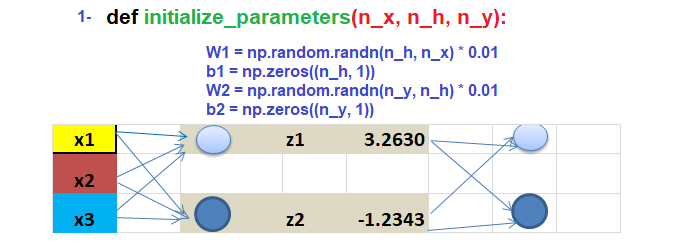 1- def initialize_parameters(n_x, n_h, n_y):
W1 = np.random.randn(n_h, n_x) * 0.01
b1 = np.zeros((n_h, 1))
W2 = np.random.randn(n_y, n_h) * 0.01
b2 = np.zeros((n_y, 1))
x1 z1 3.2630
x2
x3 z2 -1.2343